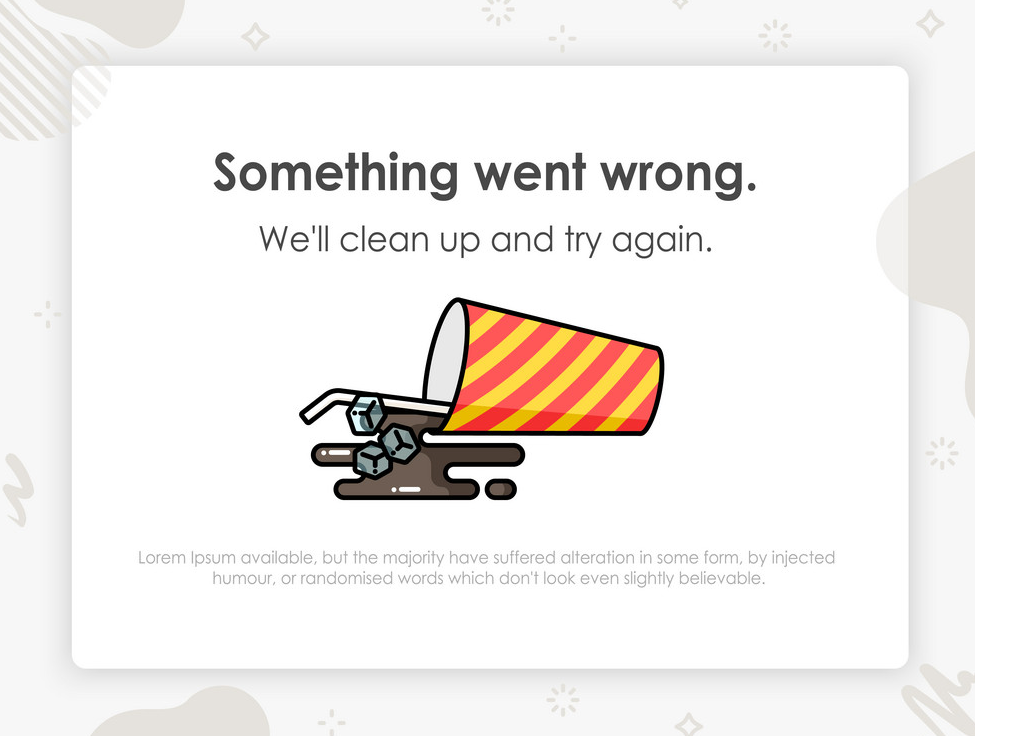 Something went wrong.
We'll clean up and try again.
Lorem Ipsum available, but the majority have suffered alteration in some form, by injected
humour, or randomised words which don't look even slightly believable.